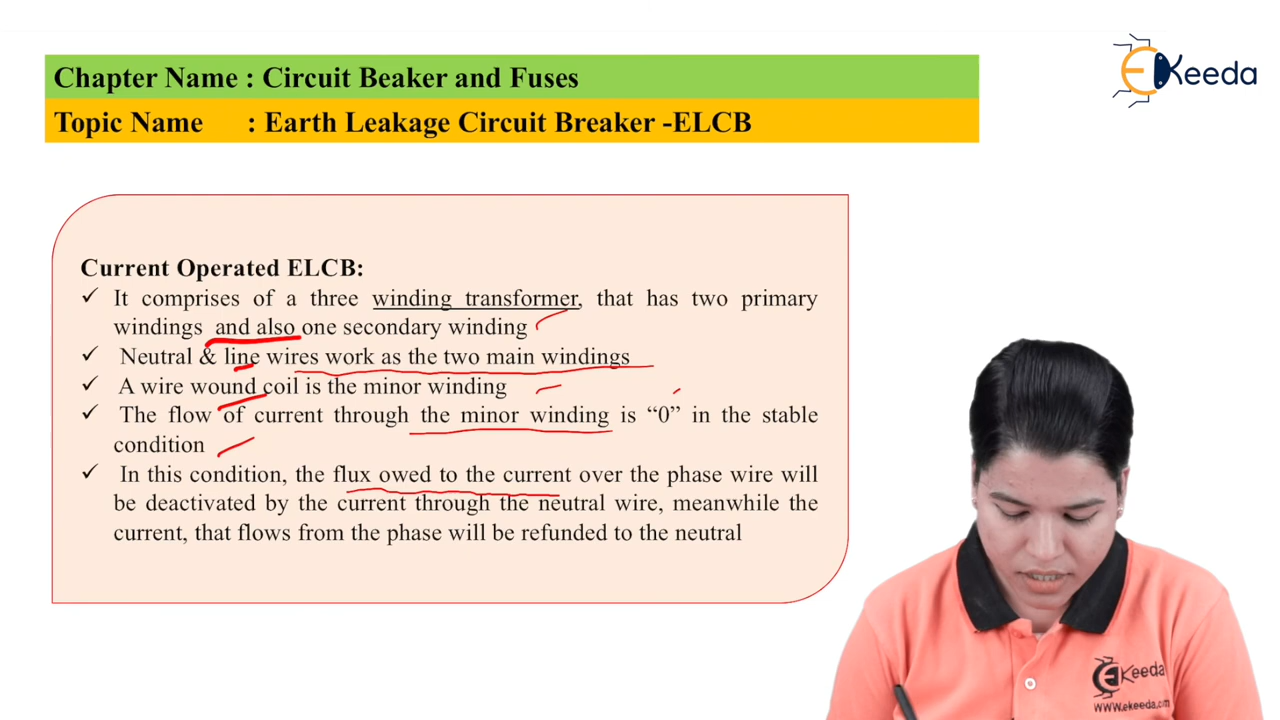 Chapter Name : Circuit Beaker and Fuses
Topic Name : Earth Leakage Circuit Breaker -ELCB
EKeeda
Current Operated ELCB:
✓ It comprises of a three winding transformer, that has two primary
windings and also one secondary winding
✓ Neutral & line wires work as the two main windings
✓ A wire wound coil is the minor winding
✓ The flow of current through the minor winding is “0” in the stable
condition
✓ In this condition, the flux owed to the current over the phase wire will
be deactivated by the current through the neutral wire, meanwhile the
current, that flows from the phase will be refunded to the neutral
EKeeda
www.ekeeda.com